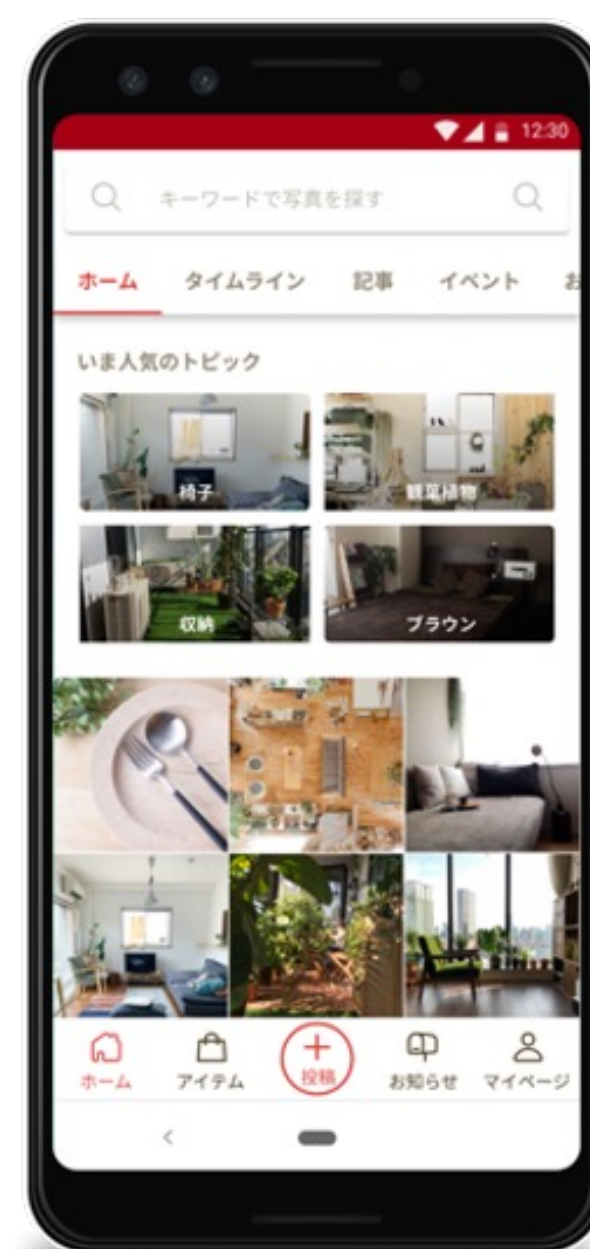 12:30
キーワードで写真を探す
ホーム タイムライン 記事 イベント お
いま人気のトピック
椅子 観葉植物
収納 ブラウン
ホーム アイテム 投稿 お知らせ マイページ